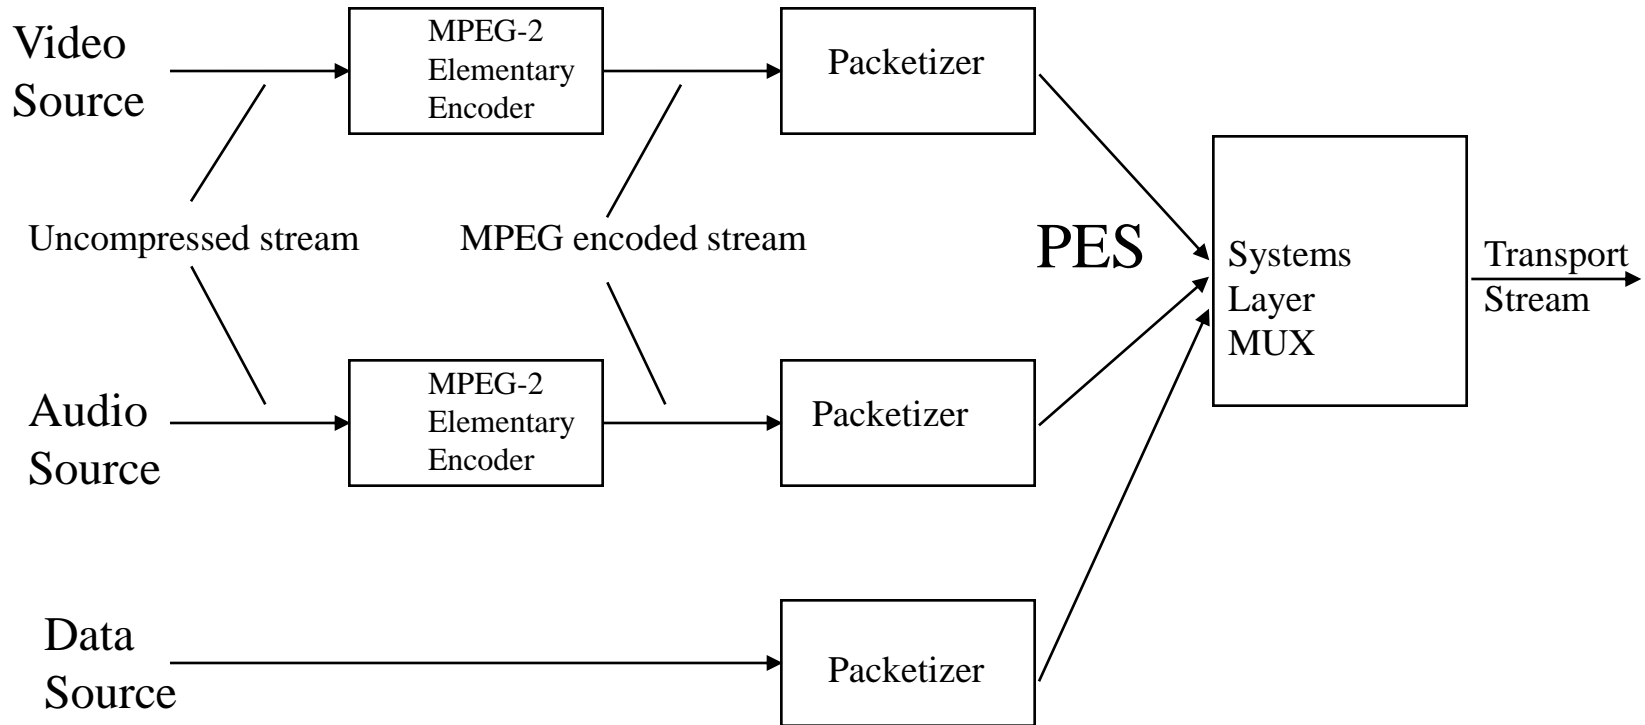 Video
Source
MPEG-2
Elementary
Encoder
Packetizer
Uncompressed stream
MPEG encoded stream
PES
Systems
Layer
MUX
Transport
Stream
Audio
Source
MPEG-2
Elementary
Encoder
Packetizer
Data
Source
Packetizer